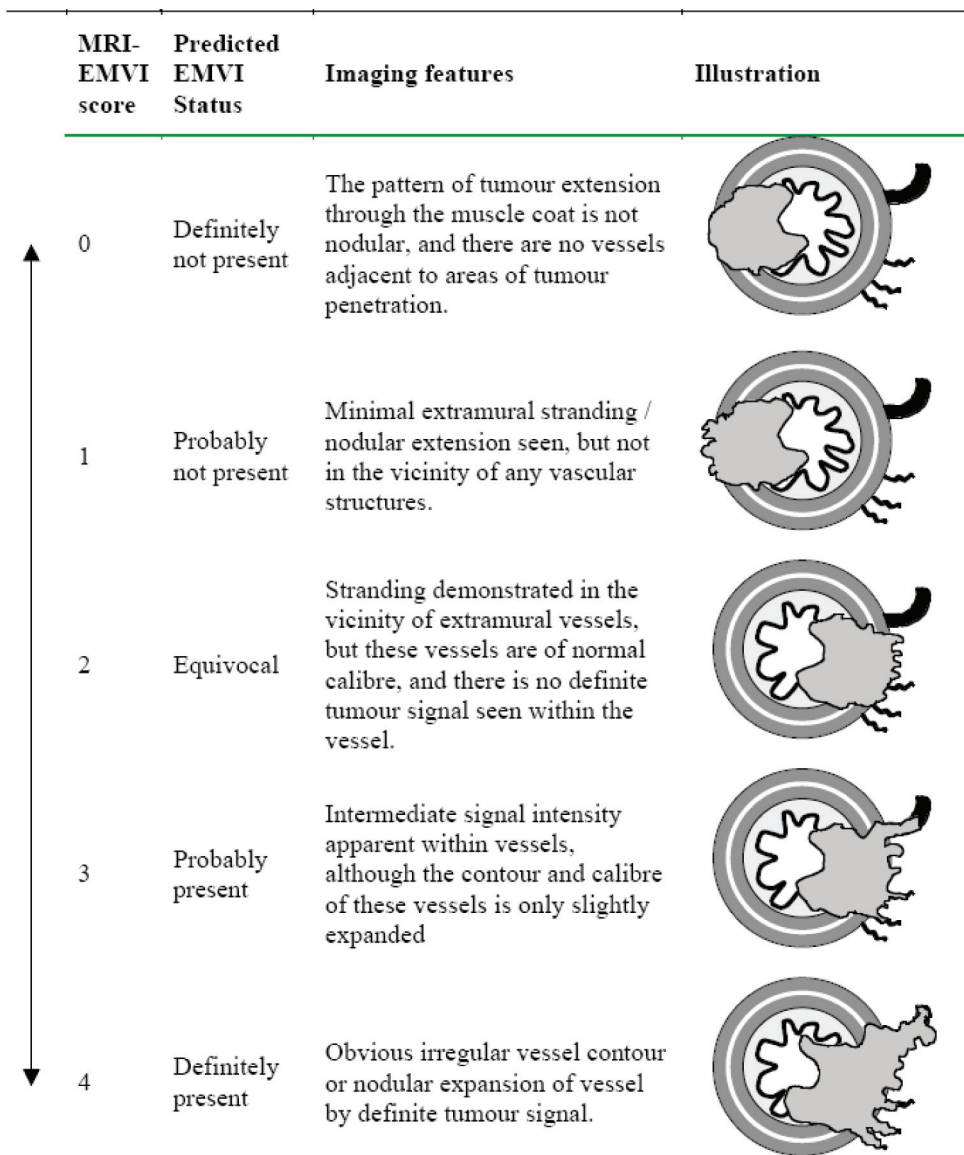 MRI-EMVI score
Predicted EMVI Status
Imaging features
Illustration
0
Definitely not present
The pattern of tumour extension
through the muscle coat is not
nodular, and there are no vessels
adjacent to areas of tumour
penetration.
1
Probably not present
Minimal extramural stranding /
nodular extension seen, but not
in the vicinity of any vascular
structures.
2
Equivocal
Stranding demonstrated in the
vicinity of extramural vessels,
but these vessels are of normal
calibre, and there is no definite
tumour signal seen within the
vessel.
3
Probably present
Intermediate signal intensity
apparent within vessels,
although the contour and calibre
of these vessels is only slightly
expanded
4
Definitely present
Obvious irregular vessel contour
or nodular expansion of vessel
by definite tumour signal.